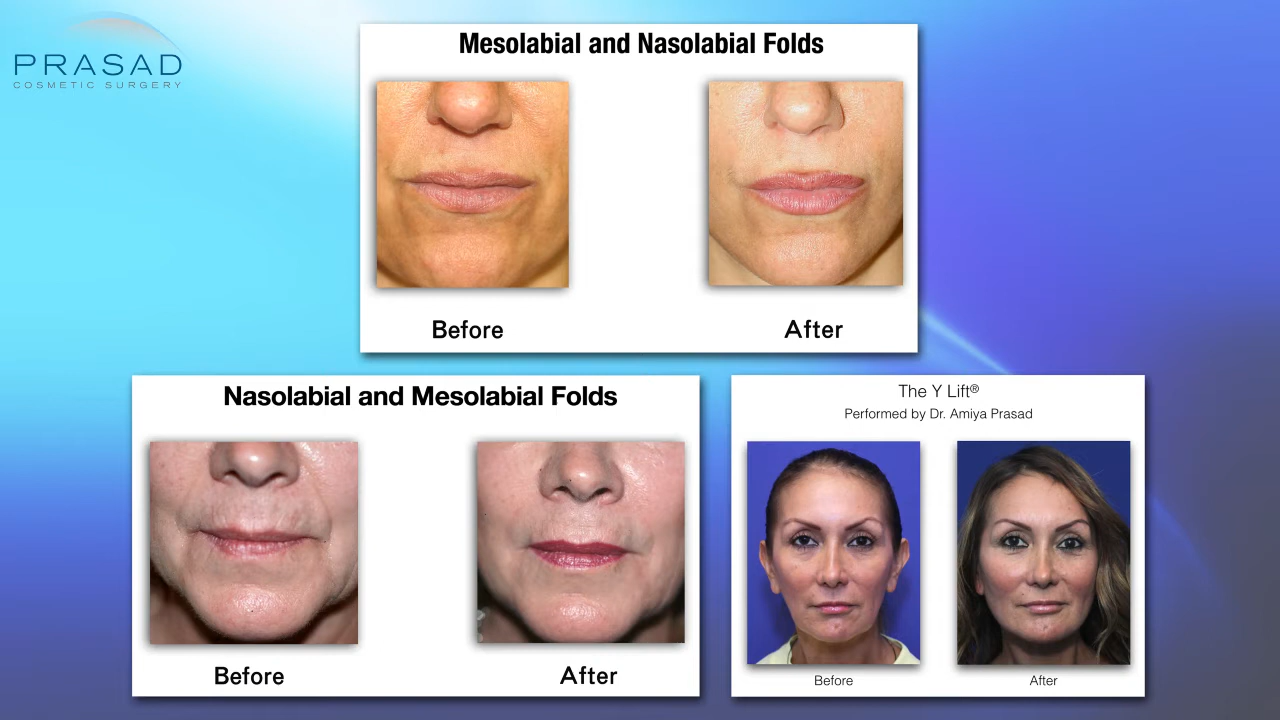 PRASAD
COSMETIC SURGERY
Mesolabial and Nasolabial Folds
Before
After
Nasolabial and Mesolabial Folds
Before
After
The Y Lift®
Performed by Dr. Amiya Prasad
Before
After